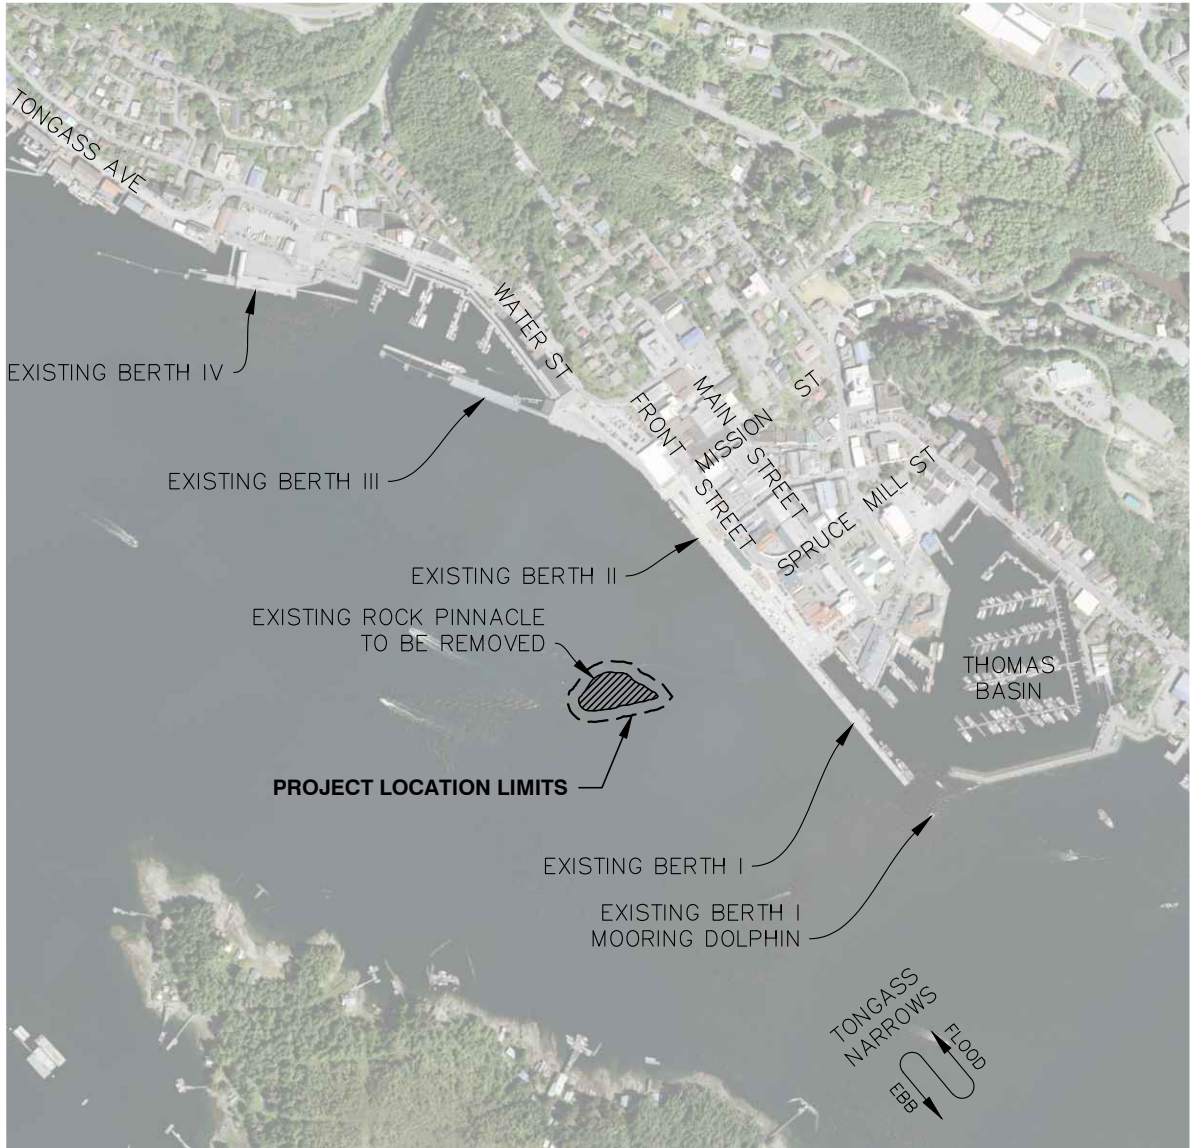 TONGASS AVE
WATER ST
EXISTING BERTH IV
MAIN STREET
MISSION ST
FRONT STREET
EXISTING BERTH III
SPRUCE MILL ST
EXISTING BERTH II
EXISTING ROCK PINNACLE
TO BE REMOVED
THOMAS
BASIN
PROJECT LOCATION LIMITS
EXISTING BERTH I
EXISTING BERTH I
MOORING DOLPHIN
TONGASS
NARROWS
FLOOD
EBB